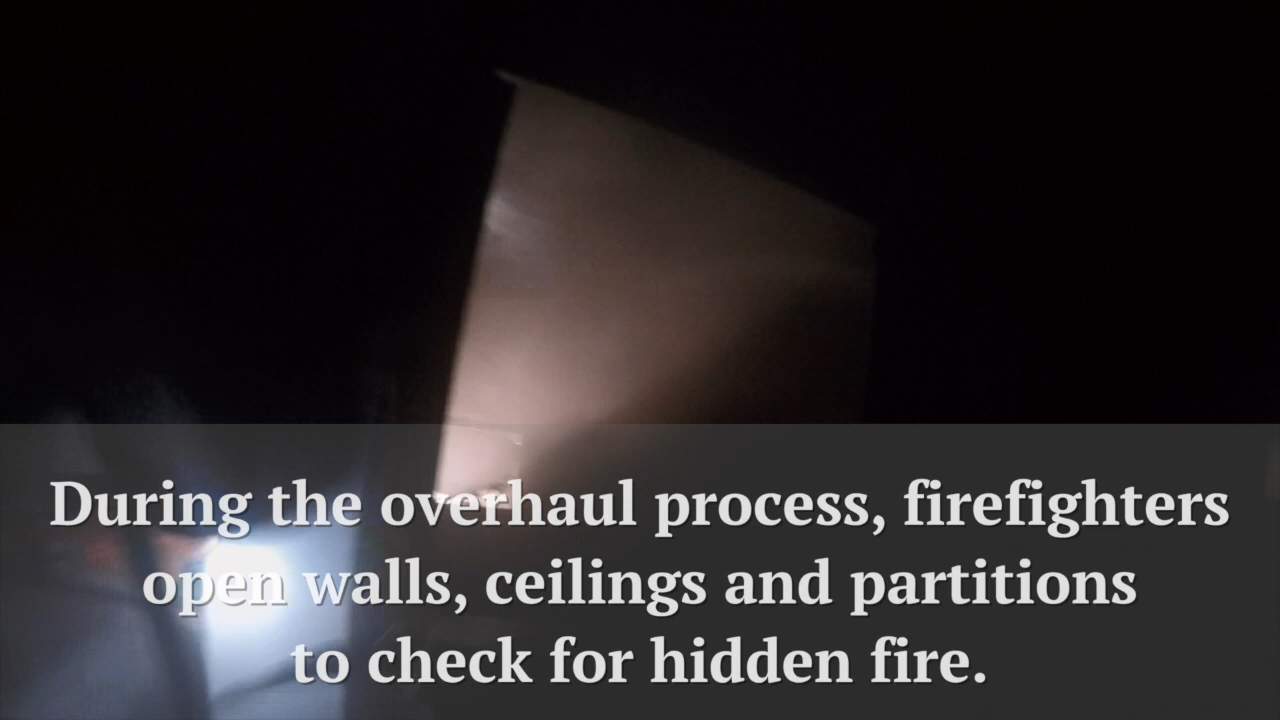 During the overhaul process, firefighters
open walls, ceilings and partitions
to check for hidden fire.